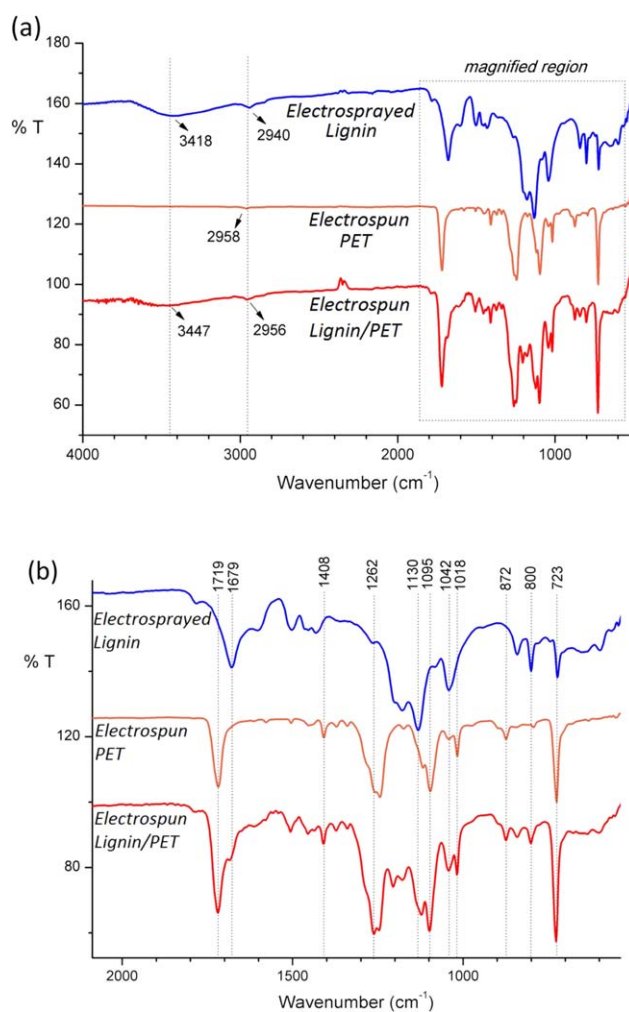 (a)
magnified region
180
160
140
120
100
80
60
% T
Electrosprayed
Lignin
3418
2940
Electrospun
PET
2958
Electrospun
Lignin/PET
3447
2956
4000
3000
2000
1000
Wavenumber (cm⁻¹)
(b)
1719
1679
1408
1262
1130
1095
1042
1018
872
800
723
160
Electrosprayed
Lignin
% T
120
Electrospun
PET
Electrospun
Lignin/PET
80
2000
1500
1000
Wavenumber (cm⁻¹)